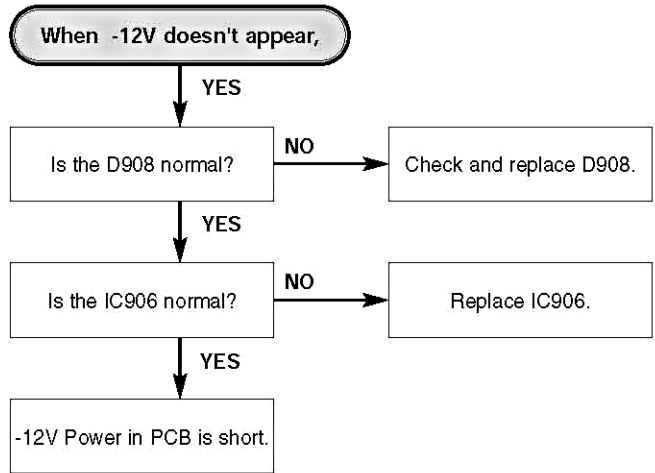 When -12V doesn't appear,
YES
Is the D908 normal?
NO
Check and replace D908.
YES
Is the IC906 normal?
NO
Replace IC906.
YES
-12V Power in PCB is short.